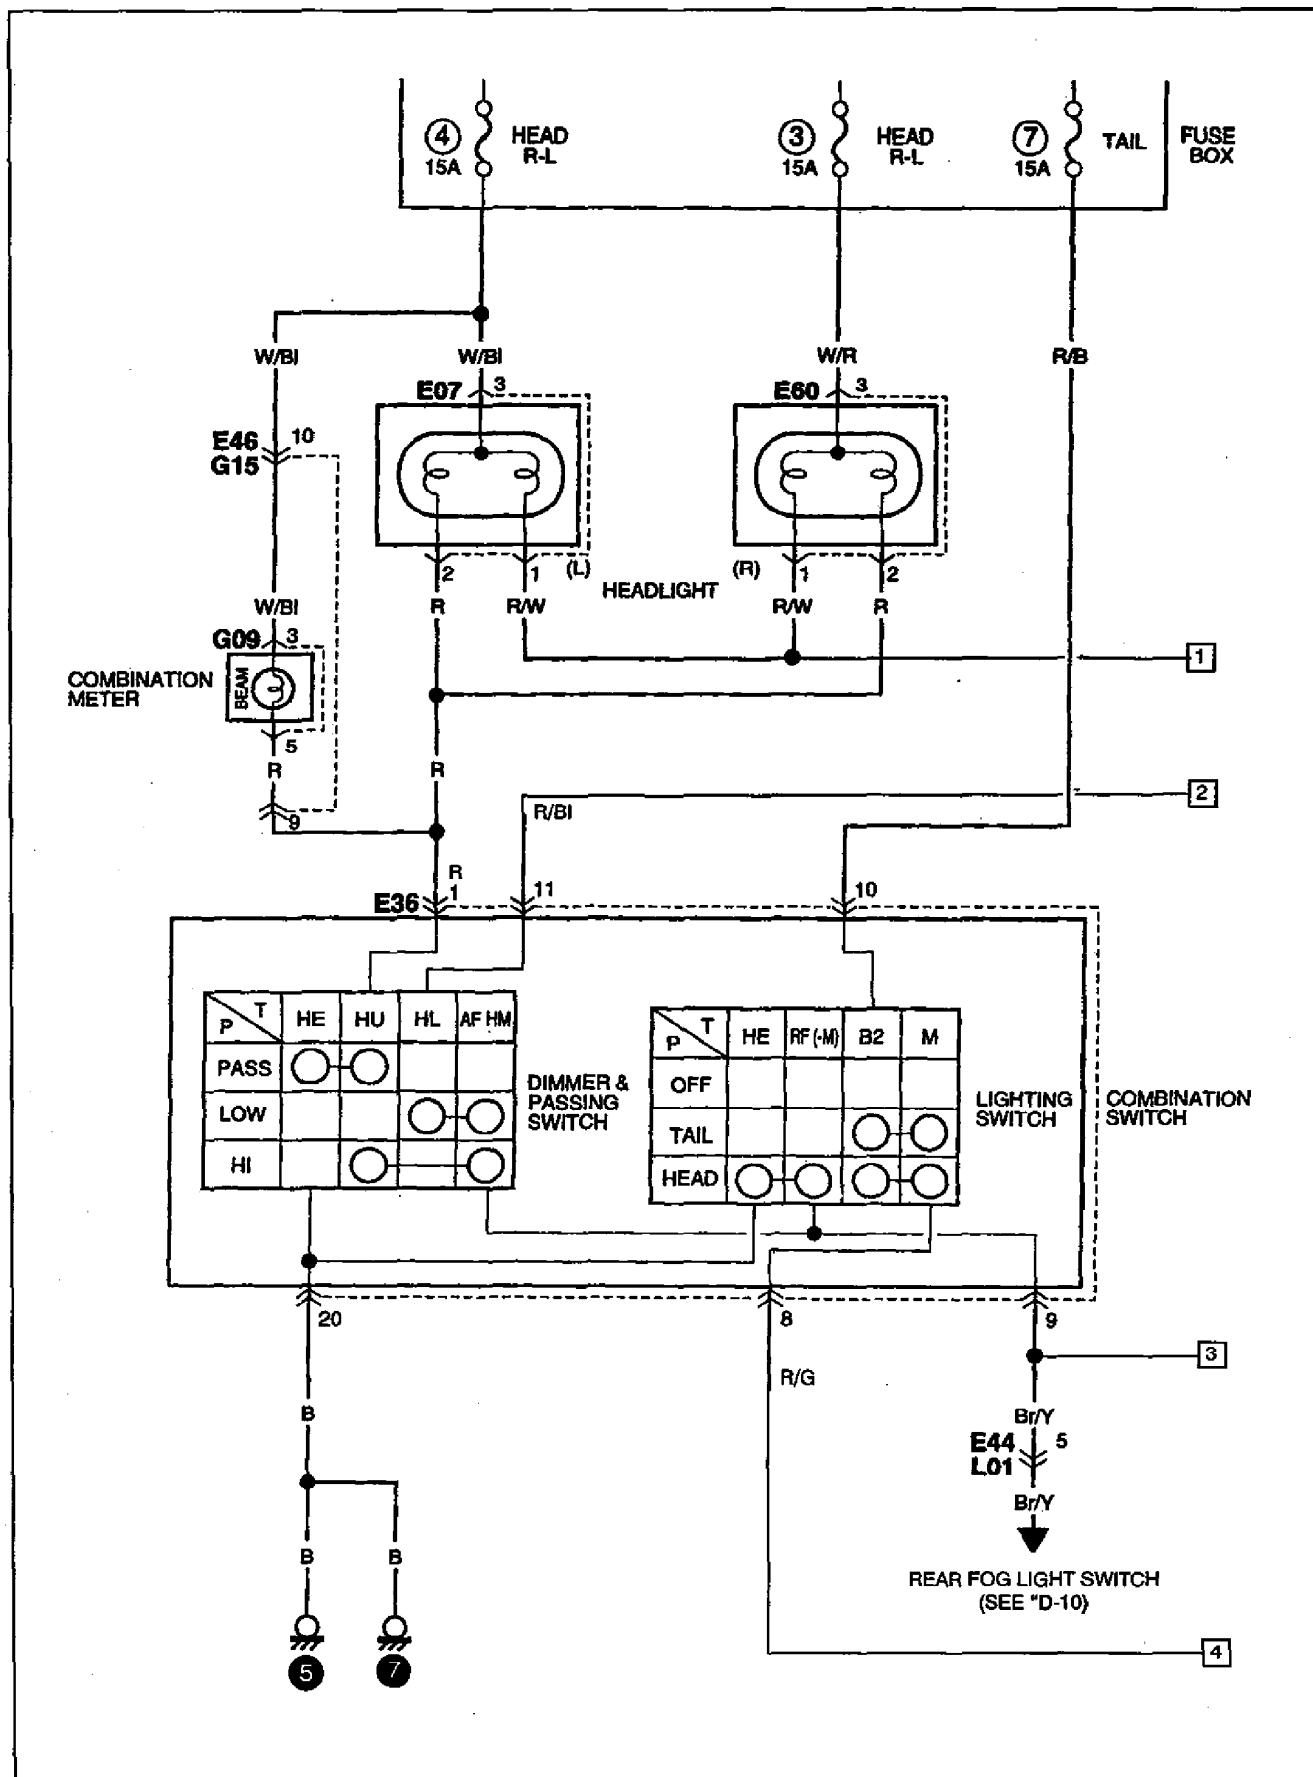 4
15A
HEAD
R-L
3
15A
HEAD
R-L
7
15A
TAIL
FUSE
BOX
W/Bl
W/Bl
W/R
R/B
E07
3
E60
3
E46
G15
10
2
1
(L)
HEADLIGHT
(R)
1
2
W/Bl
R
R/W
R/W
R
G09
3
1
COMBINATION
METER
BEAM
5
R
R
2
9
R/Bl
R
E36
1
11
10
P
T
HE
HU
HL
AF HM
PASS
LOW
HI
DIMMER &
PASSING
SWITCH
P
T
HE
RF (-M)
B2
M
OFF
TAIL
HEAD
LIGHTING
SWITCH
COMBINATION
SWITCH
20
8
9
3
R/G
B
Br/Y
E44
L01
5
Br/Y
B
B
REAR FOG LIGHT SWITCH
(SEE "D-10)
4
5
7